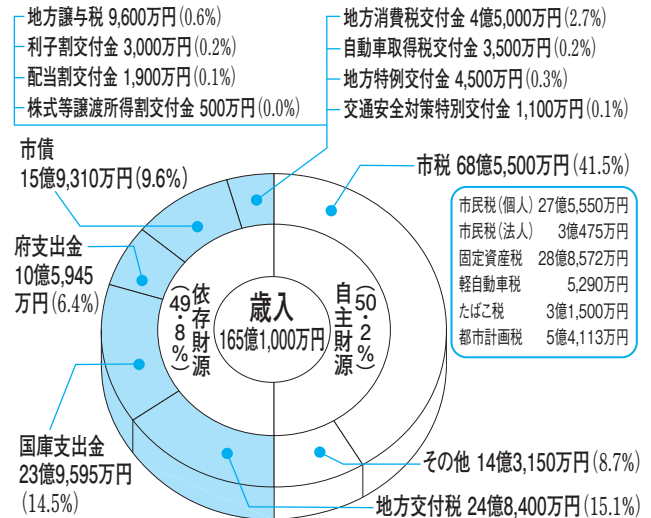 地方譲与税 9,600万円(0.6%)
利子割交付金 3,000万円(0.2%)
配当割交付金 1,900万円(0.1%)
株式等譲渡所得割交付金 500万円(0.0%)
地方消費税交付金 4億5,000万円(2.7%)
自動車取得税交付金 3,500万円(0.2%)
地方特例交付金 4,500万円(0.3%)
交通安全対策特別交付金 1,100万円(0.1%)
市債
15億9,310万円(9.6%)
府支出金
10億5,945
万円(6.4%)
国庫支出金
23億9,595万円
(14.5%)
依存財源
(49・8%)
歳入
165億1,000万円
自主財源
(50・2%)
市税 68億5,500万円(41.5%)
市民税(個人) 27億5,550万円
市民税(法人) 3億475万円
固定資産税 28億8,572万円
軽自動車税 5,290万円
たばこ税 3億1,500万円
都市計画税 5億4,113万円
その他 14億3,150万円(8.7%)
地方交付税 24億8,400万円(15.1%)